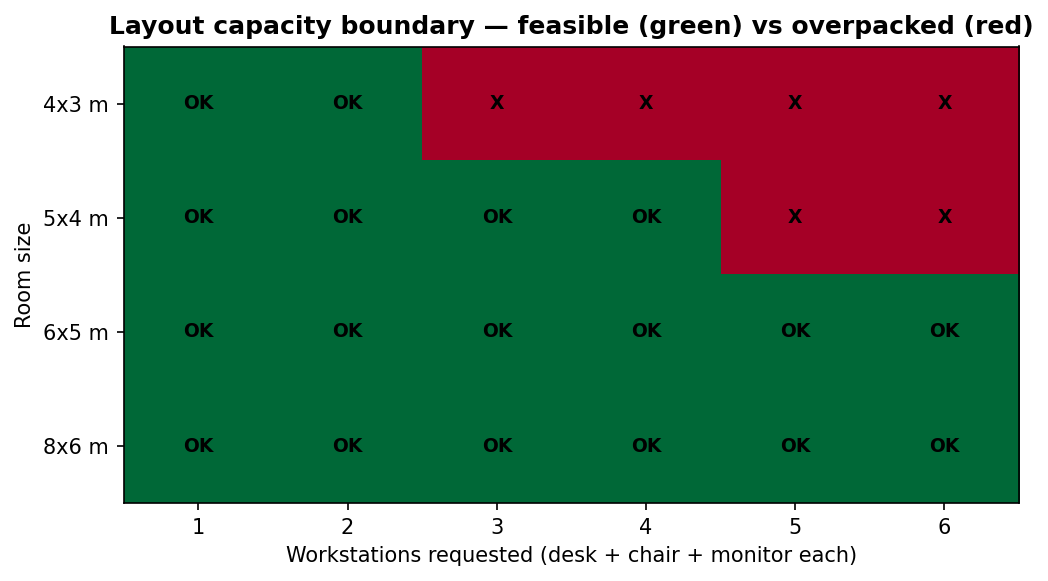 Layout capacity boundary — feasible (green) vs overpacked (red)
Room size
4x3 m OK OK X X X X
5x4 m OK OK OK OK X X
6x5 m OK OK OK OK OK OK
8x6 m OK OK OK OK OK OK
1 2 3 4 5 6
Workstations requested (desk + chair + monitor each)